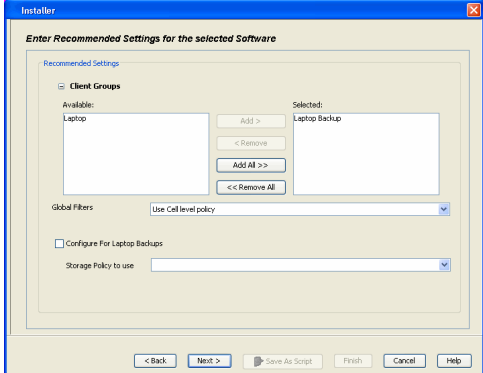 Installer
Enter Recommended Settings for the selected Software
Recommended Settings
Client Groups
Available:
Selected:
Laptop
Add >
Laptop Backup
< Remove
Add All >>
<< Remove All
Global Filters
Use Cell level policy
Configure For Laptop Backups
Storage Policy to use
< Back
Next >
Save As Script
Finish
Cancel
Help